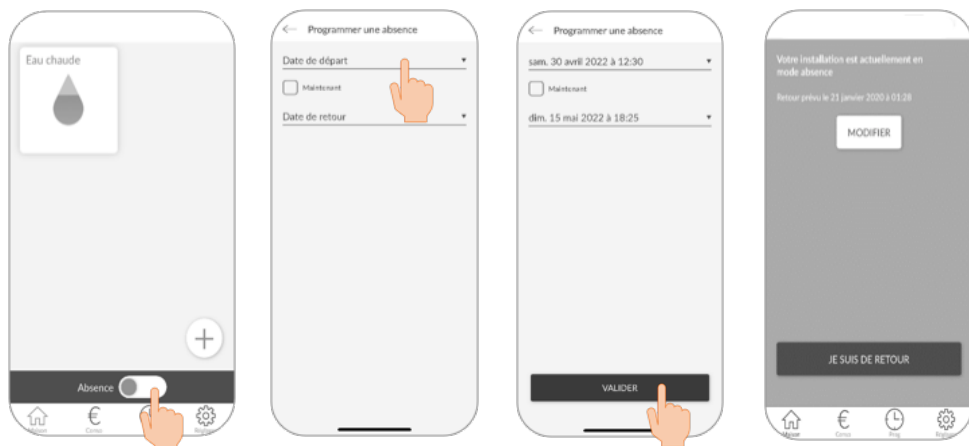 Eau chaude
Absence
Maison
€
Conso
Réglages
Programmer une absence
Date de départ
Maintenant
Date de retour
Programmer une absence
sam. 30 avril 2022 à 12:30
Maintenant
dim. 15 mai 2022 à 18:25
VALIDER
Votre installation est actuellement en
mode absence
Retour prévu le 21 janvier 2020 à 01:28
MODIFIER
JE SUIS DE RETOUR
Maison
€
Conso
Prog
Réglages